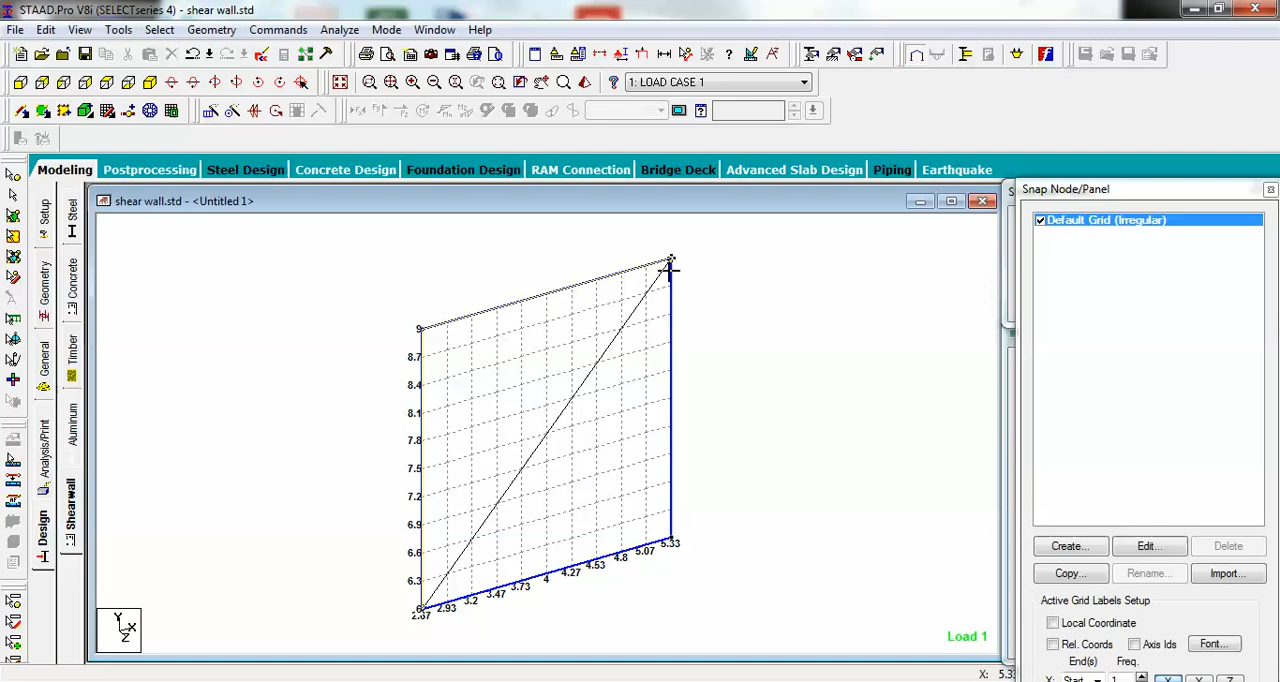 STAAD.Pro V8i (SELECTseries 4) - shear wall.std
File Edit View Tools Select Geometry Commands Analyze Mode Window Help
1: LOAD CASE 1
Modeling Postprocessing Steel Design Concrete Design Foundation Design RAM Connection Bridge Deck Advanced Slab Design Piping Earthquake
shear wall.std - <Untitled 1>
Setup
Geometry
General
Analysis/Print
Design
Steel
Concrete
Timber
Aluminum
Shearwall
9
8.7
8.4
8.1
7.8
7.5
7.2
6.9
6.6
6.3
6
2.67 2.93 3.2 3.47 3.73 4 4.27 4.53 4.8 5.07 5.33
Y
X
Z
Load 1
X: 5.33
Snap Node/Panel
Default Grid (Irregular)
Create... Edit... Delete
Copy... Rename... Import...
Active Grid Labels Setup
Local Coordinate
Rel. Coords Axis Ids Font...
End(s) Freq.
X: Start 1 X Y Z